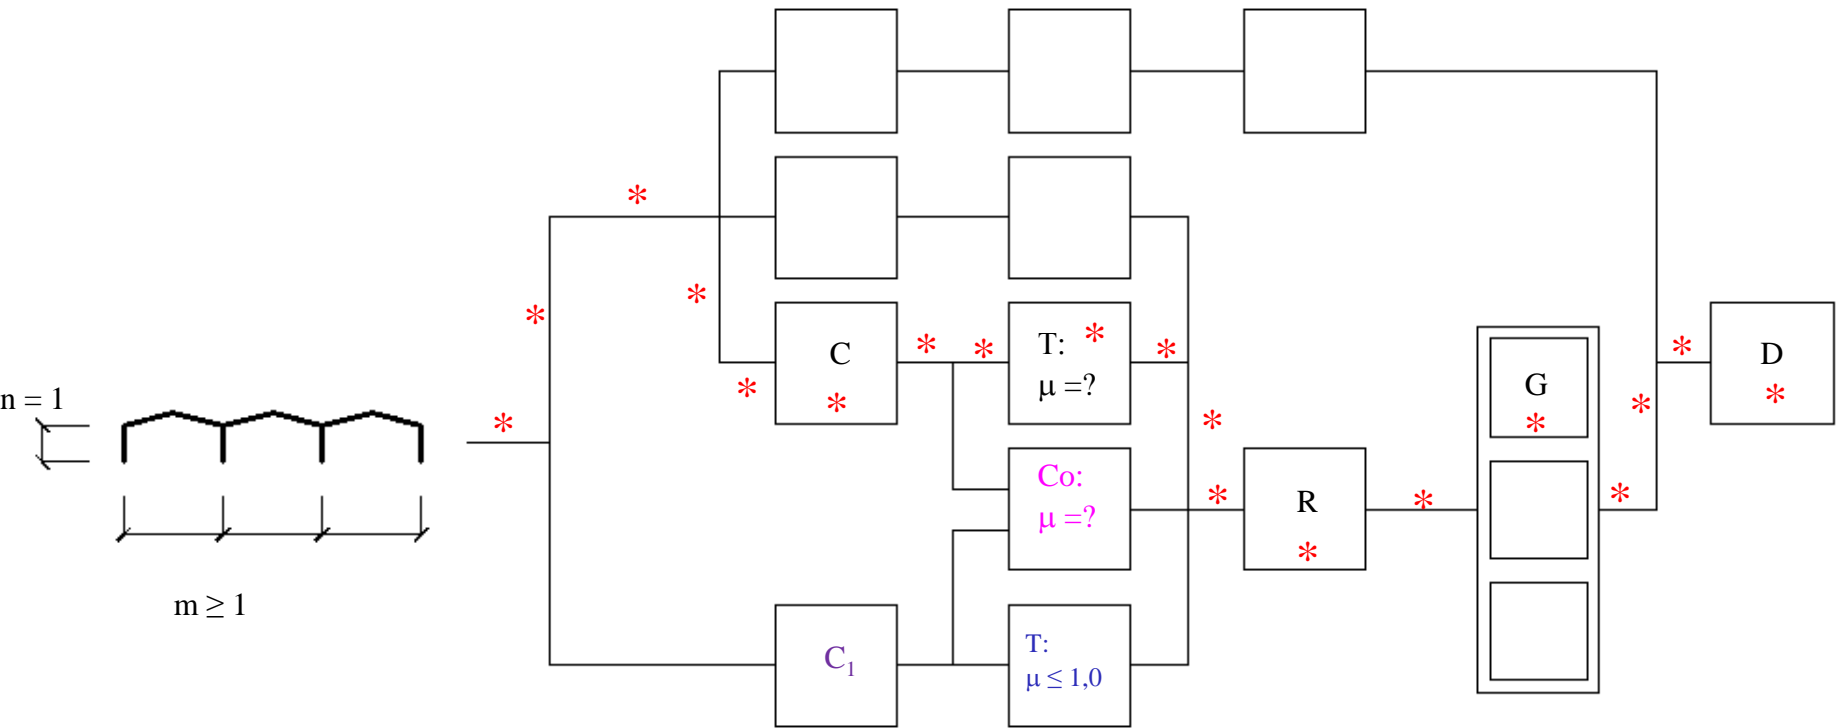 n = 1
m ≥ 1
C
*
T: *
μ =?
Co:
μ =?
C₁
T:
μ ≤ 1,0
R
*
G
*
D
*